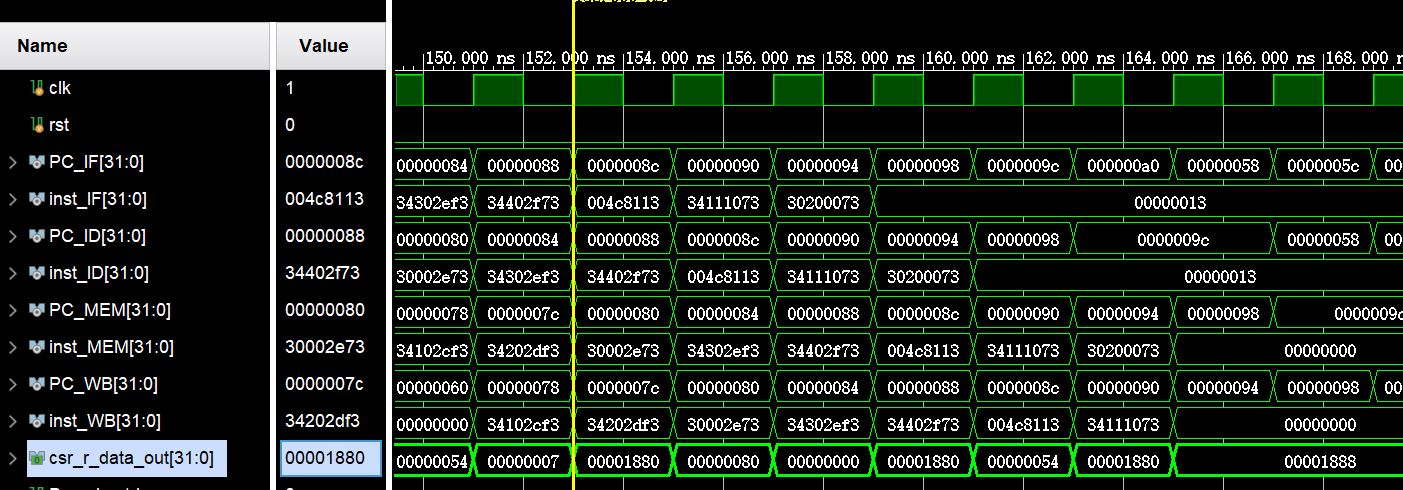 Name Value
150.000 ns 152.000 ns 154.000 ns 156.000 ns 158.000 ns 160.000 ns 162.000 ns 164.000 ns 166.000 ns 168.
clk 1
rst 0
PC_IF[31:0] 0000008c 00000084 00000088 0000008c 00000090 00000094 00000098 0000009c 000000a0 00000058 0000005c 00
inst_IF[31:0] 004c8113 34302ef3 34402f73 004c8113 34111073 30200073 00000013
PC_ID[31:0] 00000088 00000080 00000084 00000088 0000008c 00000090 00000094 00000098 0000009c 00000058 00
inst_ID[31:0] 34402f73 30002e73 34302ef3 34402f73 004c8113 34111073 30200073 00000013
PC_MEM[31:0] 00000080 00000078 0000007c 00000080 00000084 00000088 0000008c 00000090 00000094 00000098 0000009c
inst_MEM[31:0] 30002e73 34102cf3 34202df3 30002e73 34302ef3 34402f73 004c8113 34111073 30200073 00000000
PC_WB[31:0] 0000007c 00000060 00000078 0000007c 00000080 00000084 00000088 0000008c 00000090 00000094 00000098 00
inst_WB[31:0] 34202df3 00000000 34102cf3 34202df3 30002e73 34302ef3 34402f73 004c8113 34111073 00000000
csr_r_data_out[31:0] 00001880 00000054 00000007 00001880 00000080 00000000 00001880 00000054 00001880 00001888